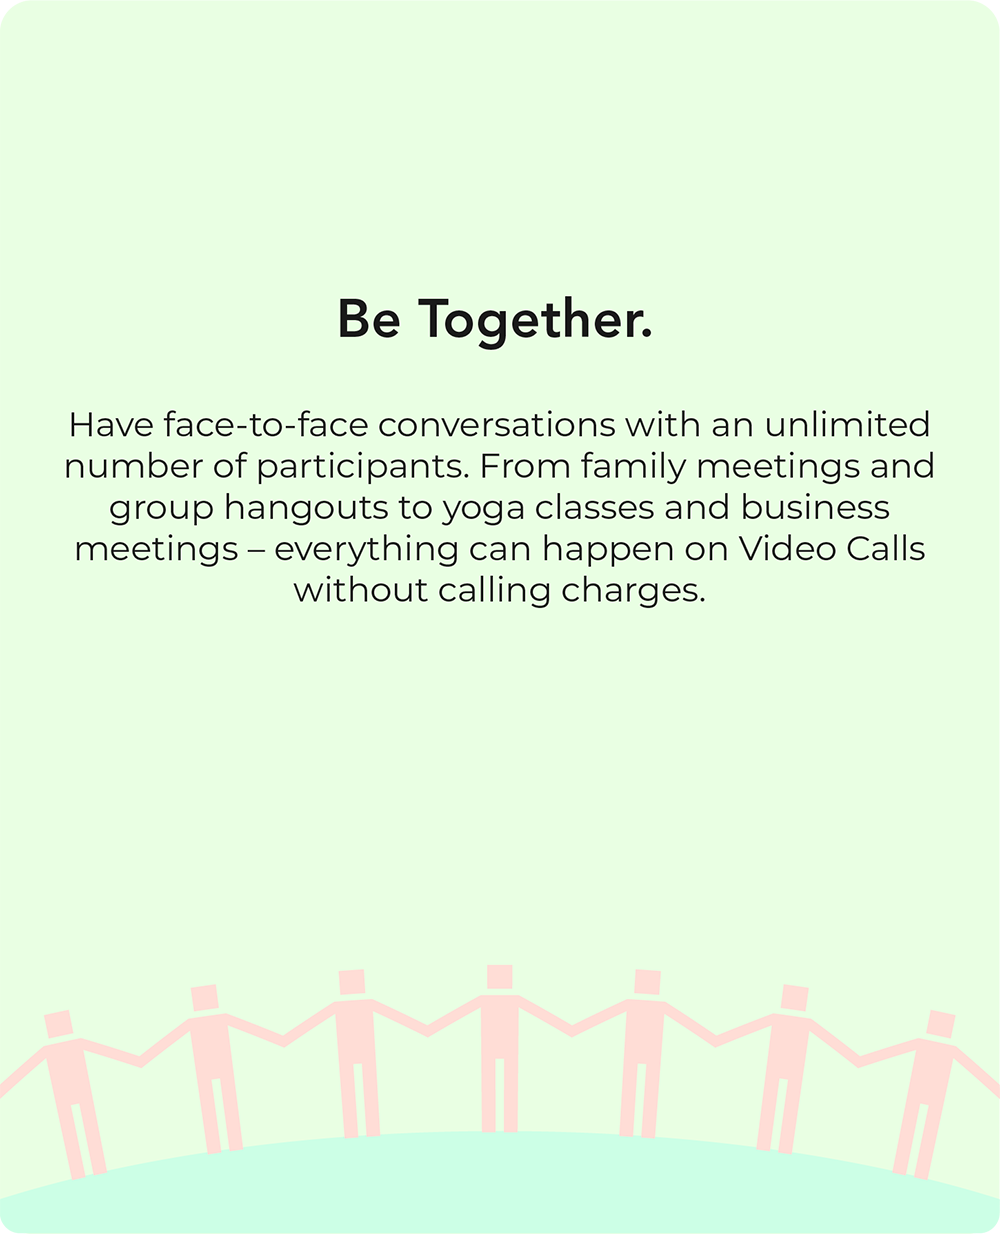 Be Together.
Have face-to-face conversations with an unlimited
number of participants. From family meetings and
group hangouts to yoga classes and business
meetings – everything can happen on Video Calls
without calling charges.